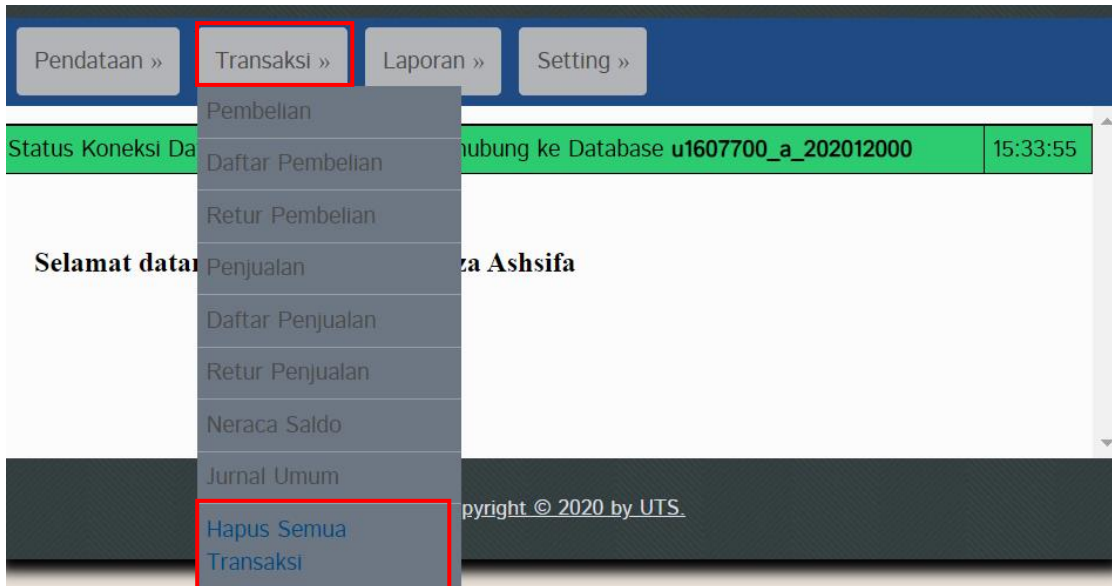 Pendataan » Transaksi » Laporan » Setting »
Pembelian
Status Koneksi Da hubung ke Database u1607700_a_202012000 15:33:55
Daftar Pembelian
Retur Pembelian
Selamat datan za Ashsifa
Penjualan
Daftar Penjualan
Retur Penjualan
Neraca Saldo
Jurnal Umum
pyright © 2020 by UTS.
Hapus Semua
Transaksi